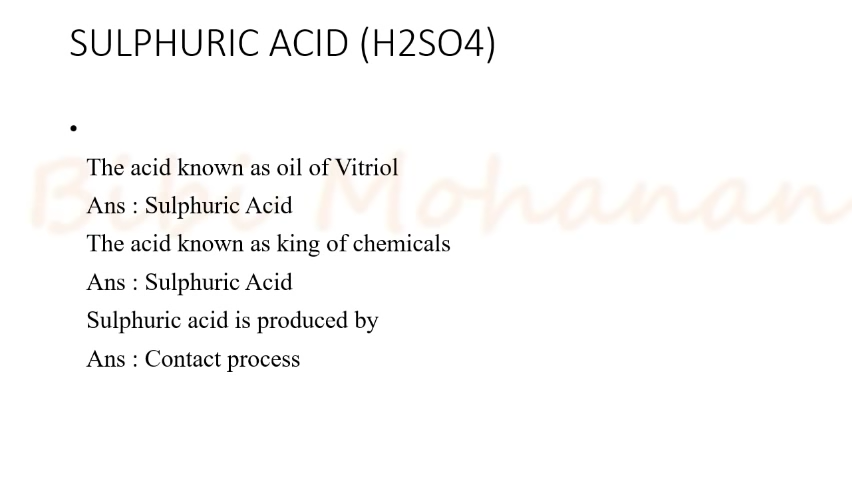 SULPHURIC ACID (H2SO4)
•
The acid known as oil of Vitriol
Ans : Sulphuric Acid
The acid known as king of chemicals
Ans : Sulphuric Acid
Sulphuric acid is produced by
Ans : Contact process
Bibi Mohanan